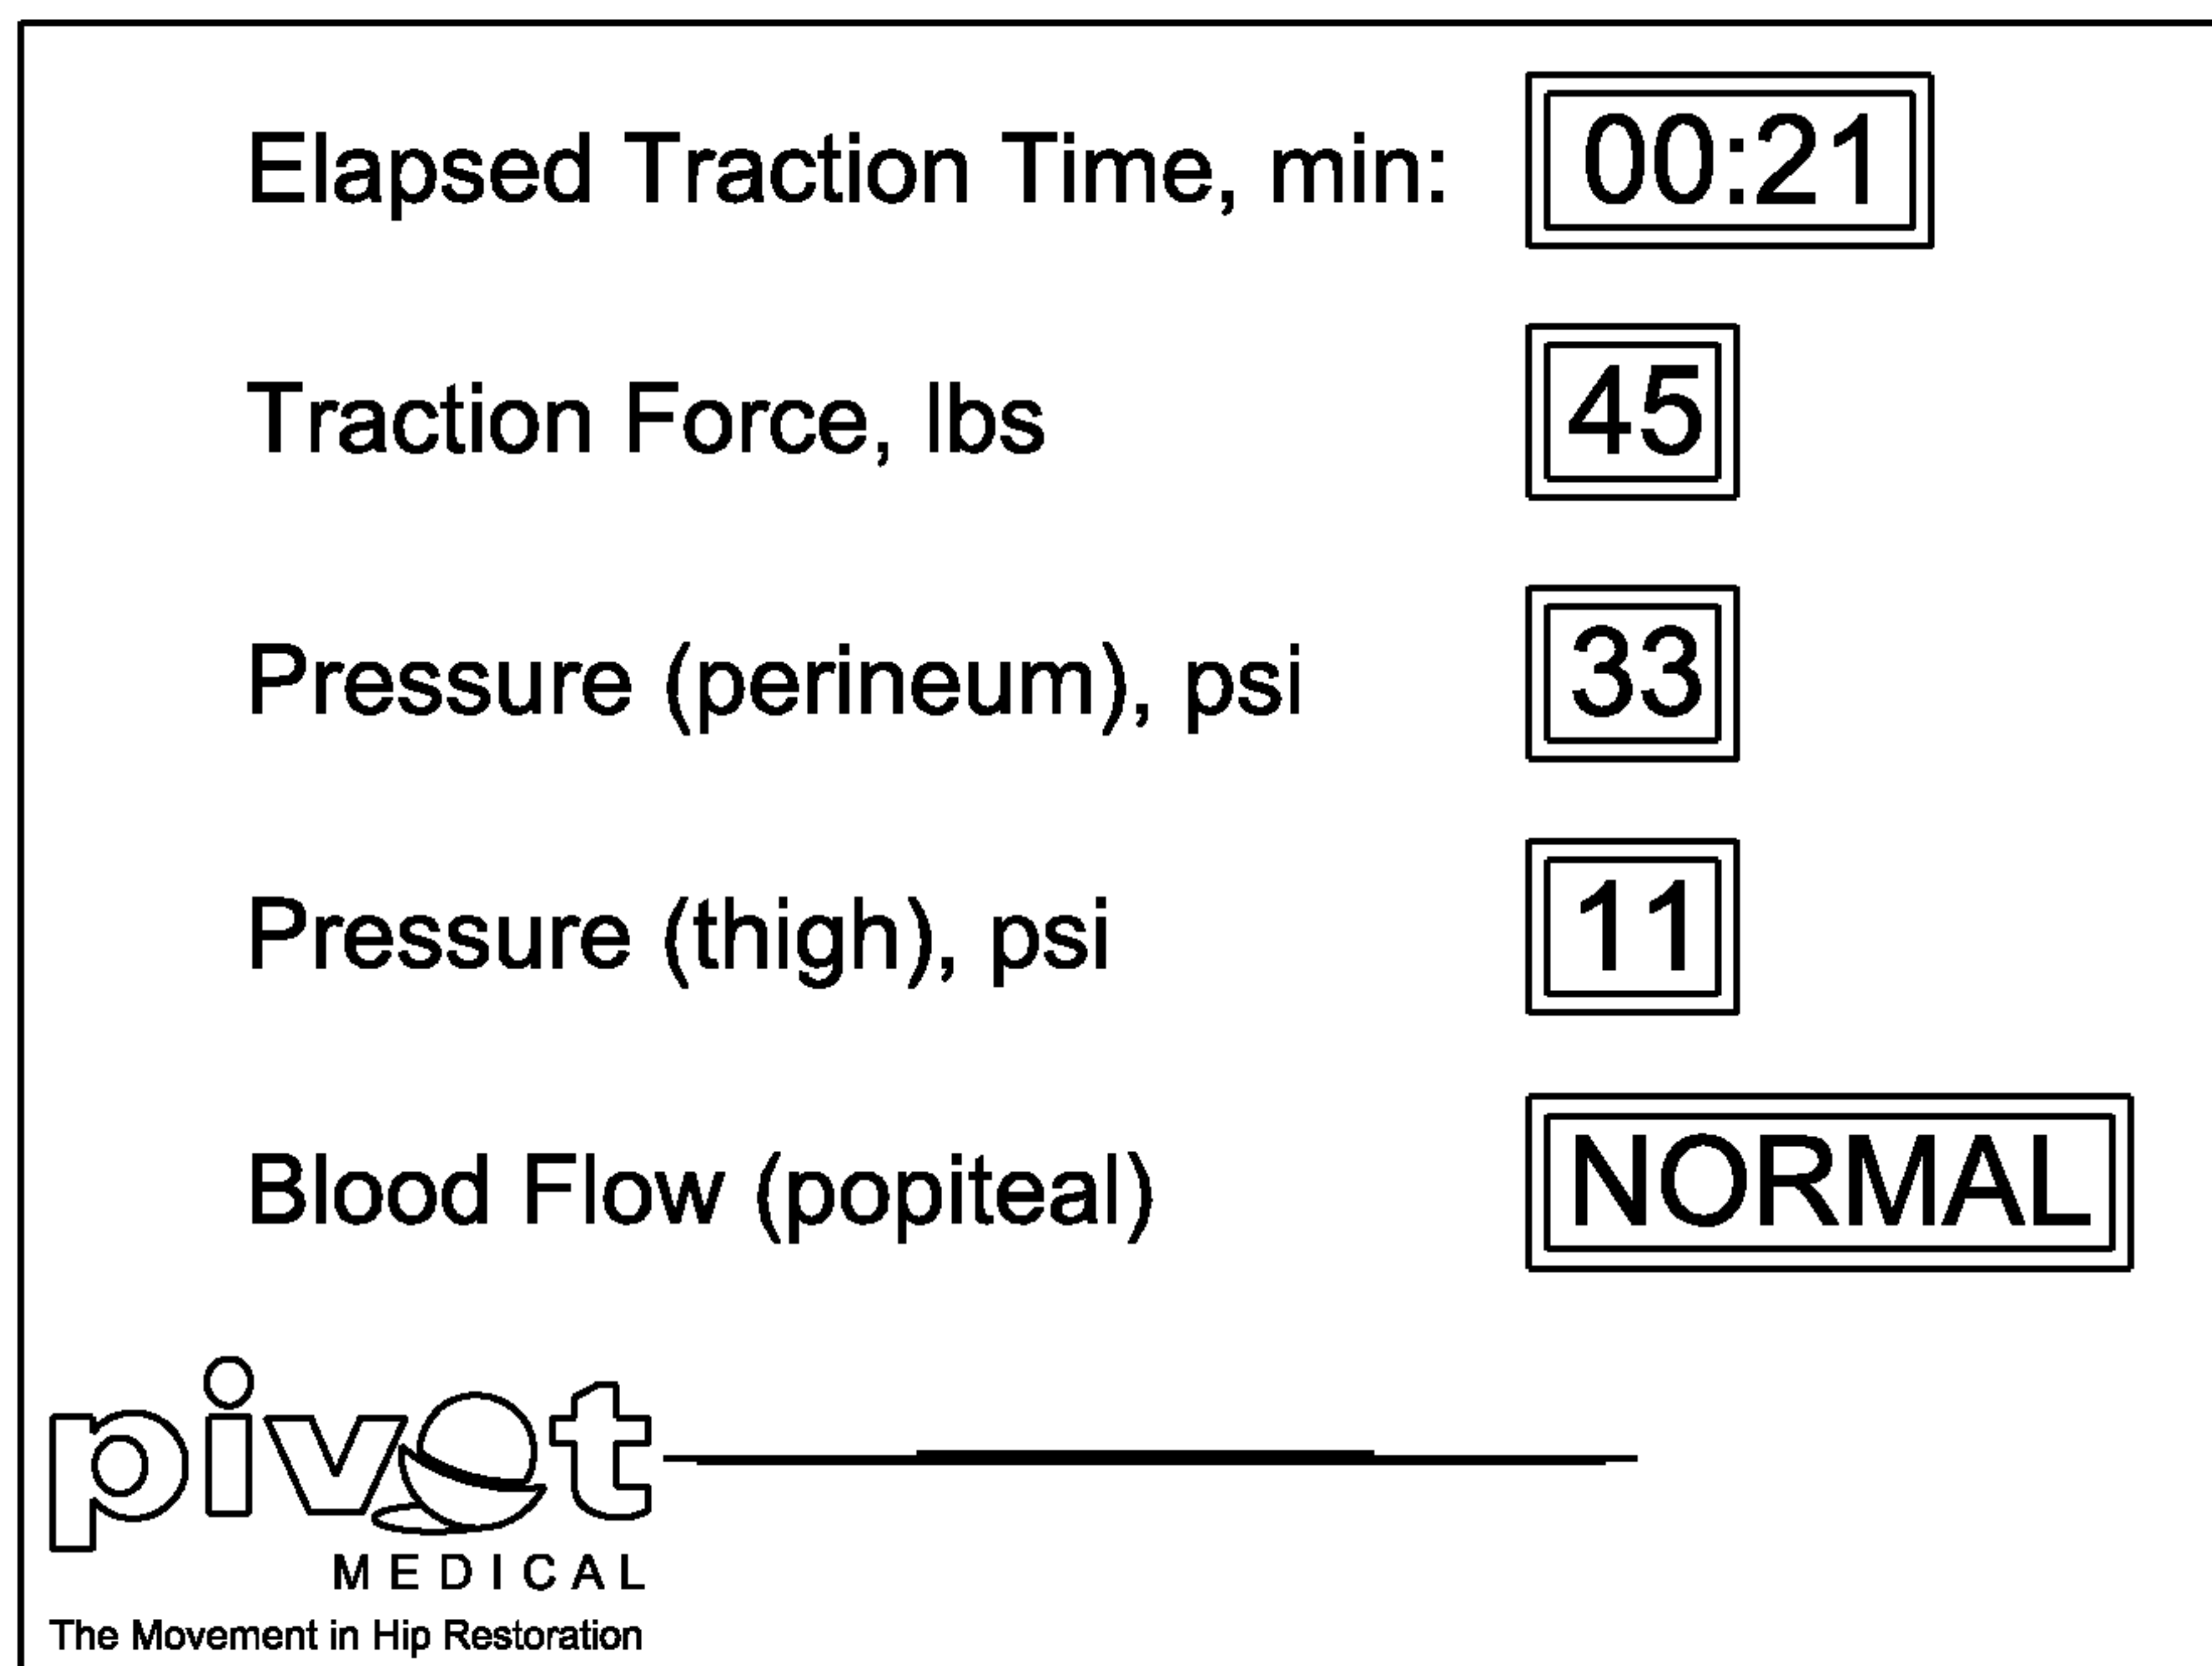 Elapsed Traction Time, min: 00:21
Traction Force, lbs 45
Pressure (perineum), psi 33
Pressure (thigh), psi 11
Blood Flow (popiteal) NORMAL
pivot
MEDICAL
The Movement in Hip Restoration